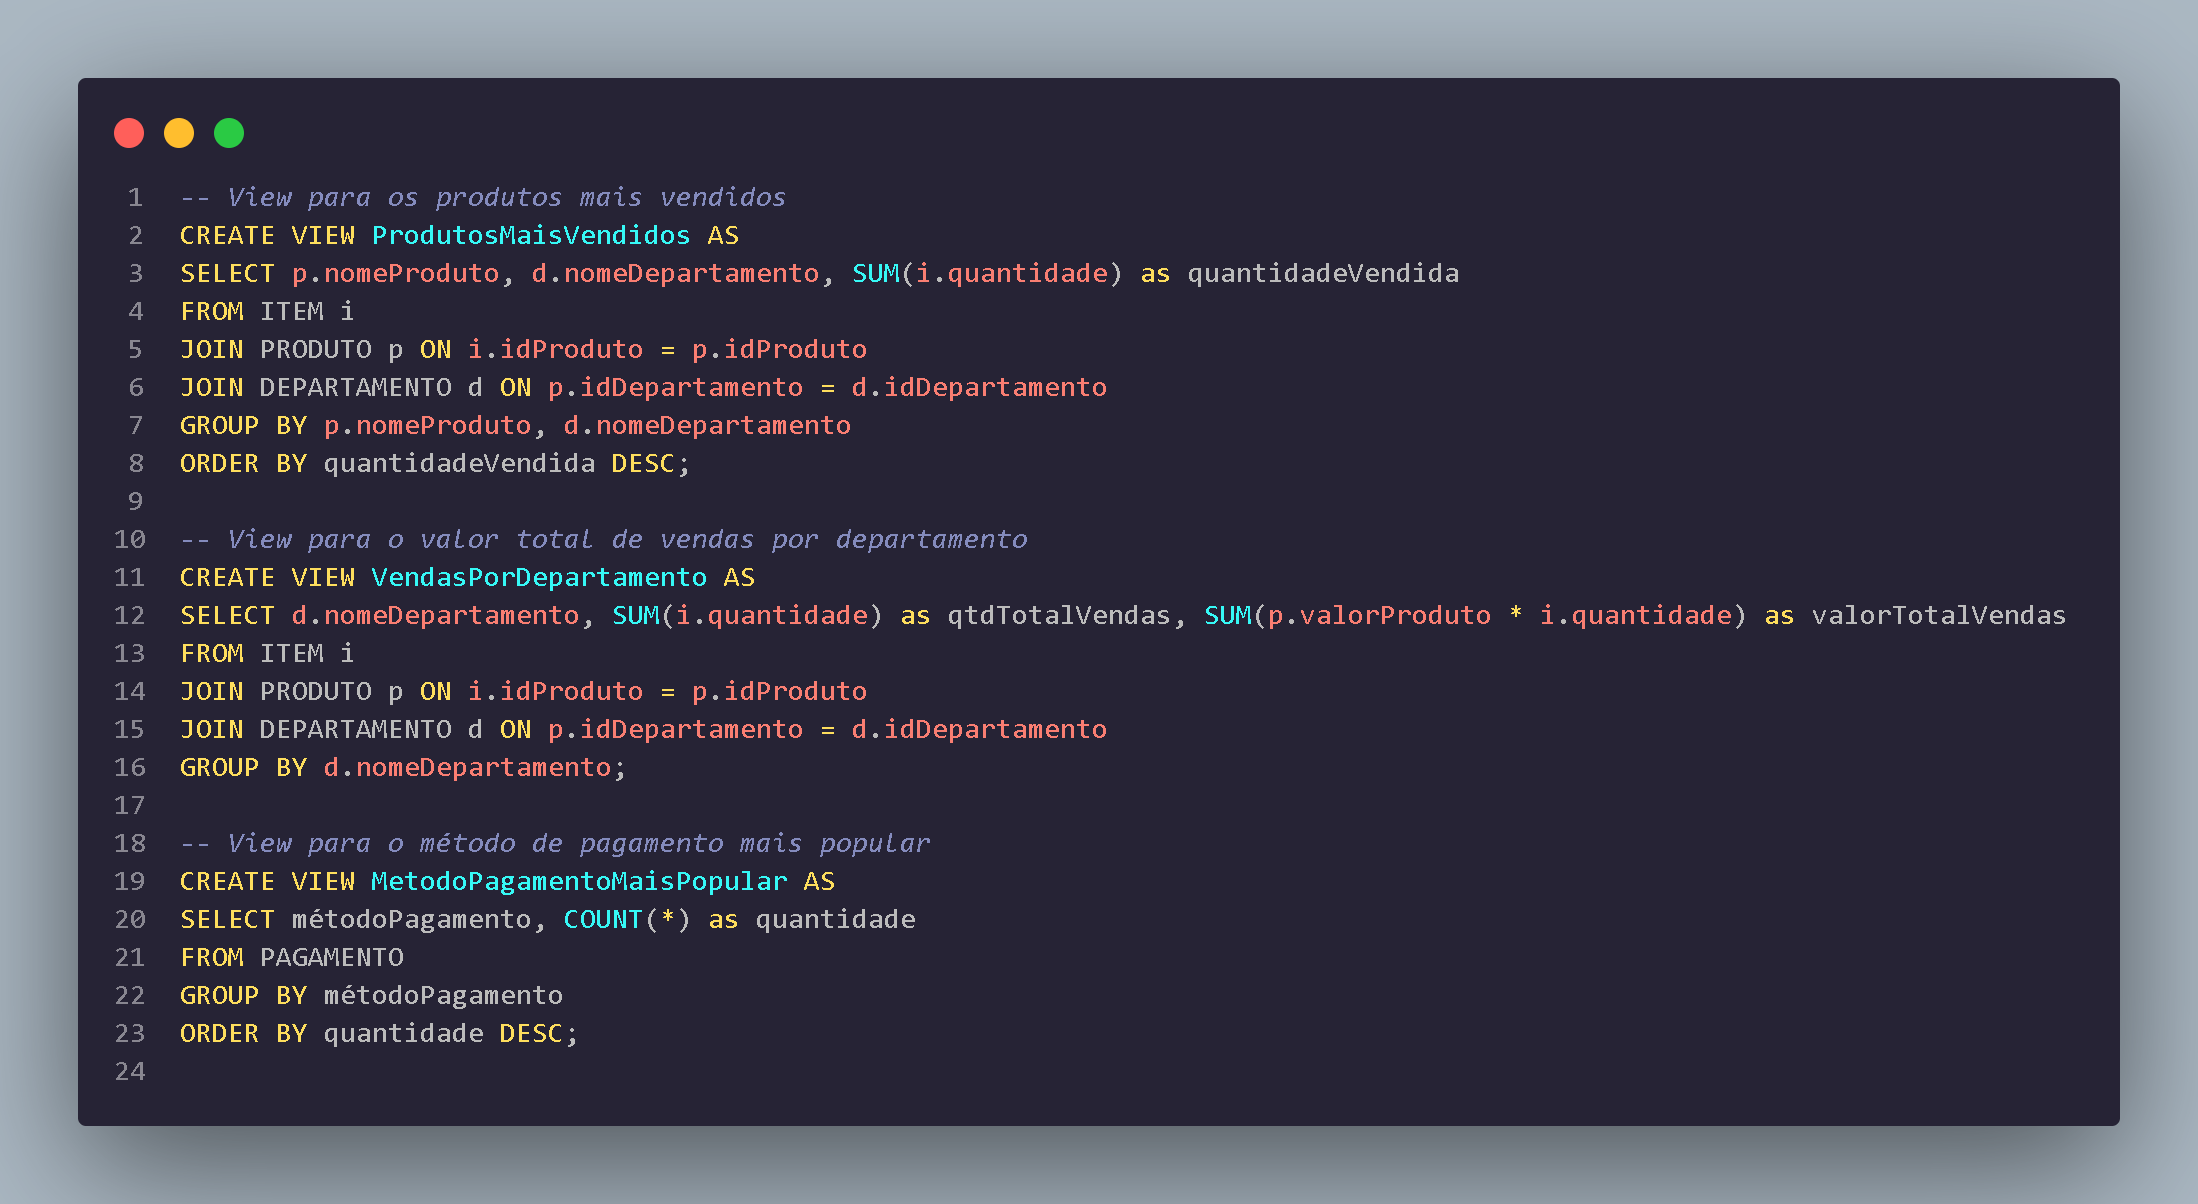 1 -- View para os produtos mais vendidos
2 CREATE VIEW ProdutosMaisVendidos AS
3 SELECT p.nomeProduto, d.nomeDepartamento, SUM(i.quantidade) as quantidadeVendida
4 FROM ITEM i
5 JOIN PRODUTO p ON i.idProduto = p.idProduto
6 JOIN DEPARTAMENTO d ON p.idDepartamento = d.idDepartamento
7 GROUP BY p.nomeProduto, d.nomeDepartamento
8 ORDER BY quantidadeVendida DESC;
9
10 -- View para o valor total de vendas por departamento
11 CREATE VIEW VendasPorDepartamento AS
12 SELECT d.nomeDepartamento, SUM(i.quantidade) as qtdTotalVendas, SUM(p.valorProduto * i.quantidade) as valorTotalVendas
13 FROM ITEM i
14 JOIN PRODUTO p ON i.idProduto = p.idProduto
15 JOIN DEPARTAMENTO d ON p.idDepartamento = d.idDepartamento
16 GROUP BY d.nomeDepartamento;
17
18 -- View para o método de pagamento mais popular
19 CREATE VIEW MetodoPagamentoMaisPopular AS
20 SELECT métodoPagamento, COUNT(*) as quantidade
21 FROM PAGAMENTO
22 GROUP BY métodoPagamento
23 ORDER BY quantidade DESC;
24